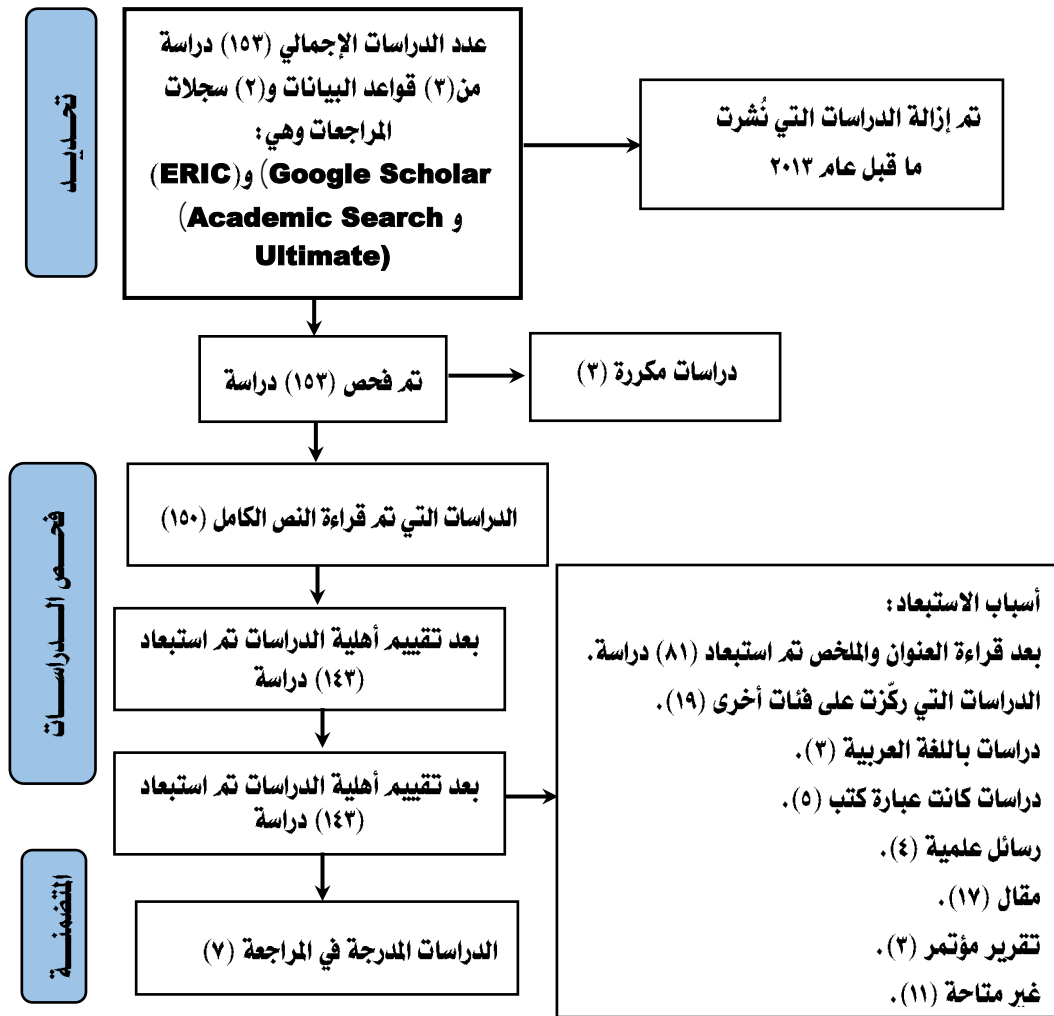 تحديد
عدد الدراسات الإجمالي (١٥٣) دراسة
من(٣) قواعد البيانات و(٢) سجلات
المراجعات وهي:
(ERIC)و (Google Scholar
(Academic Search و
Ultimate)
تم إزالة الدراسات التي نُشرت
ما قبل عام ٢٠١٣
تم فحص (١٥٣) دراسة
دراسات مكررة (٣)
فحص الدراسات
الدراسات التي تم قراءة النص الكامل (١٥٠)
بعد تقييم أهلية الدراسات تم استبعاد
(١٤٣) دراسة
بعد تقييم أهلية الدراسات تم استبعاد
(١٤٣) دراسة
أسباب الاستبعاد:
بعد قراءة العنوان والملخص تم استبعاد (٨١) دراسة.
الدراسات التي ركّزت على فئات أخرى (١٩).
دراسات باللغة العربية (٣).
دراسات كانت عبارة كتب (٥).
رسائل علمية (٤).
مقال (١٧).
تقرير مؤتمر (٣).
غير متاحة (١١).
المتضمنة
الدراسات المدرجة في المراجعة (٧)